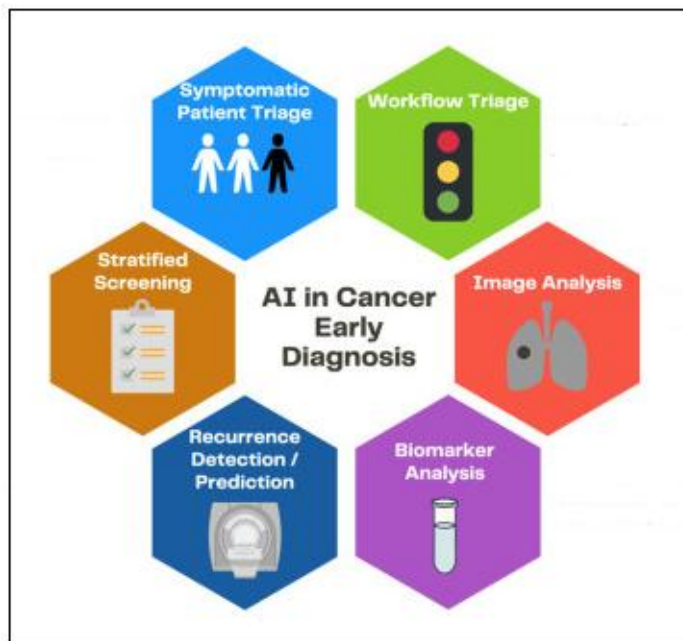 Symptomatic
Patient Triage
Workflow Triage
Stratified
Screening
AI in Cancer
Early
Diagnosis
Image Analysis
Recurrence
Detection /
Prediction
Biomarker
Analysis